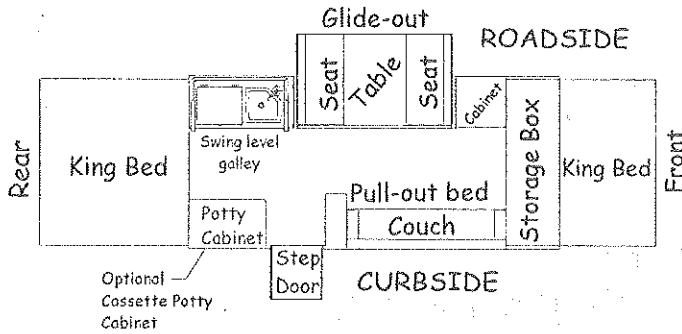 Glide-out
ROADSIDE
Seat
Table
Seat
Cabinet
Rear
King Bed
Swing level
galley
Storage Box
King Bed
Front
Pull-out bed
Couch
Potty
Cabinet
Step
Door
CURBSIDE
Optional
Cassette Potty
Cabinet